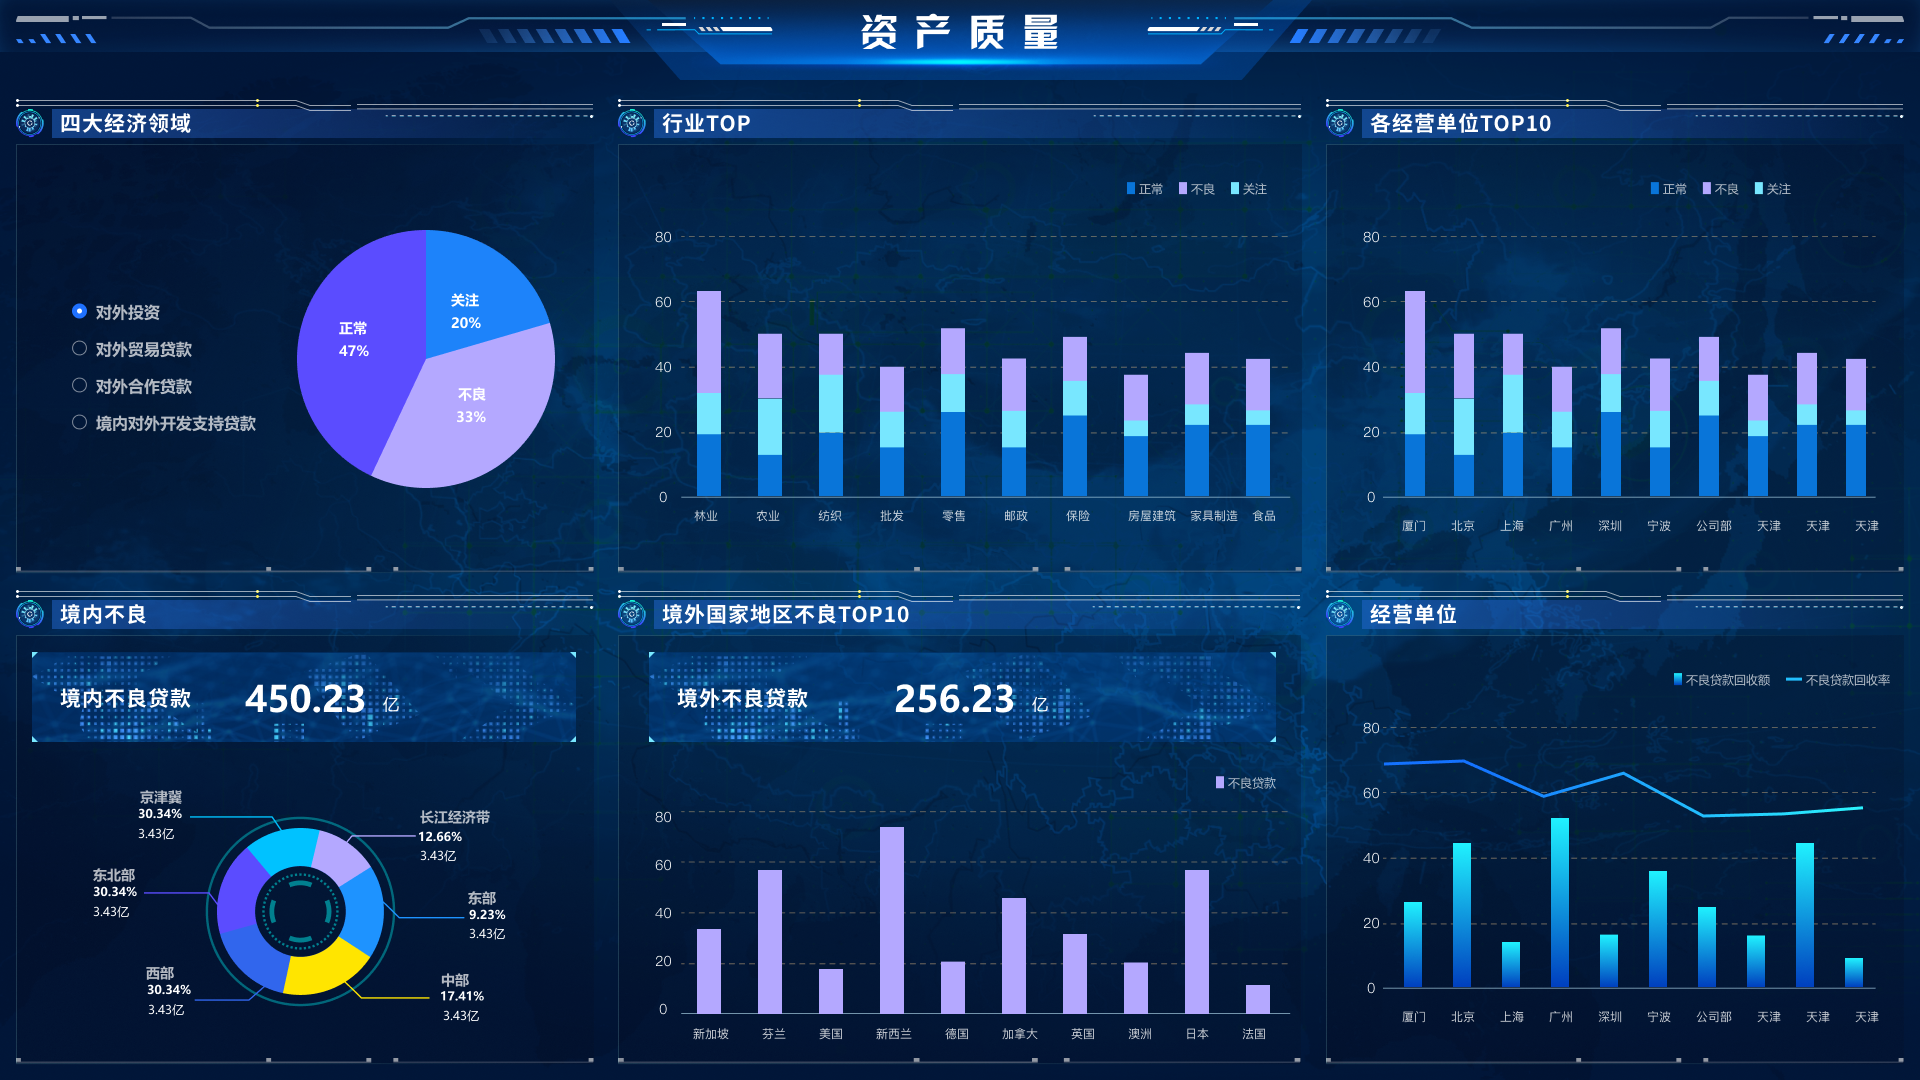 资产质量
四大经济领域
对外投资
对外贸易贷款
对外合作贷款
境内对外开发支持贷款
关注
20%
正常
47%
不良
33%
行业TOP
正常 不良 关注
80
60
40
20
0
林业 农业 纺织 批发 零售 邮政 保险 房屋建筑 家具制造 食品
各经营单位TOP10
正常 不良 关注
80
60
40
20
0
厦门 北京 上海 广州 深圳 宁波 公司部 天津 天津 天津
境内不良
境内不良贷款 450.23 亿
京津冀
30.34%
3.43亿
长江经济带
12.66%
3.43亿
东北部
30.34%
3.43亿
东部
9.23%
3.43亿
西部
30.34%
3.43亿
中部
17.41%
3.43亿
境外国家地区不良TOP10
境外不良贷款 256.23 亿
不良贷款
80
60
40
20
0
新加坡 芬兰 美国 新西兰 德国 加拿大 英国 澳洲 日本 法国
经营单位
不良贷款回收额 不良贷款回收率
80
60
40
20
0
厦门 北京 上海 广州 深圳 宁波 公司部 天津 天津 天津